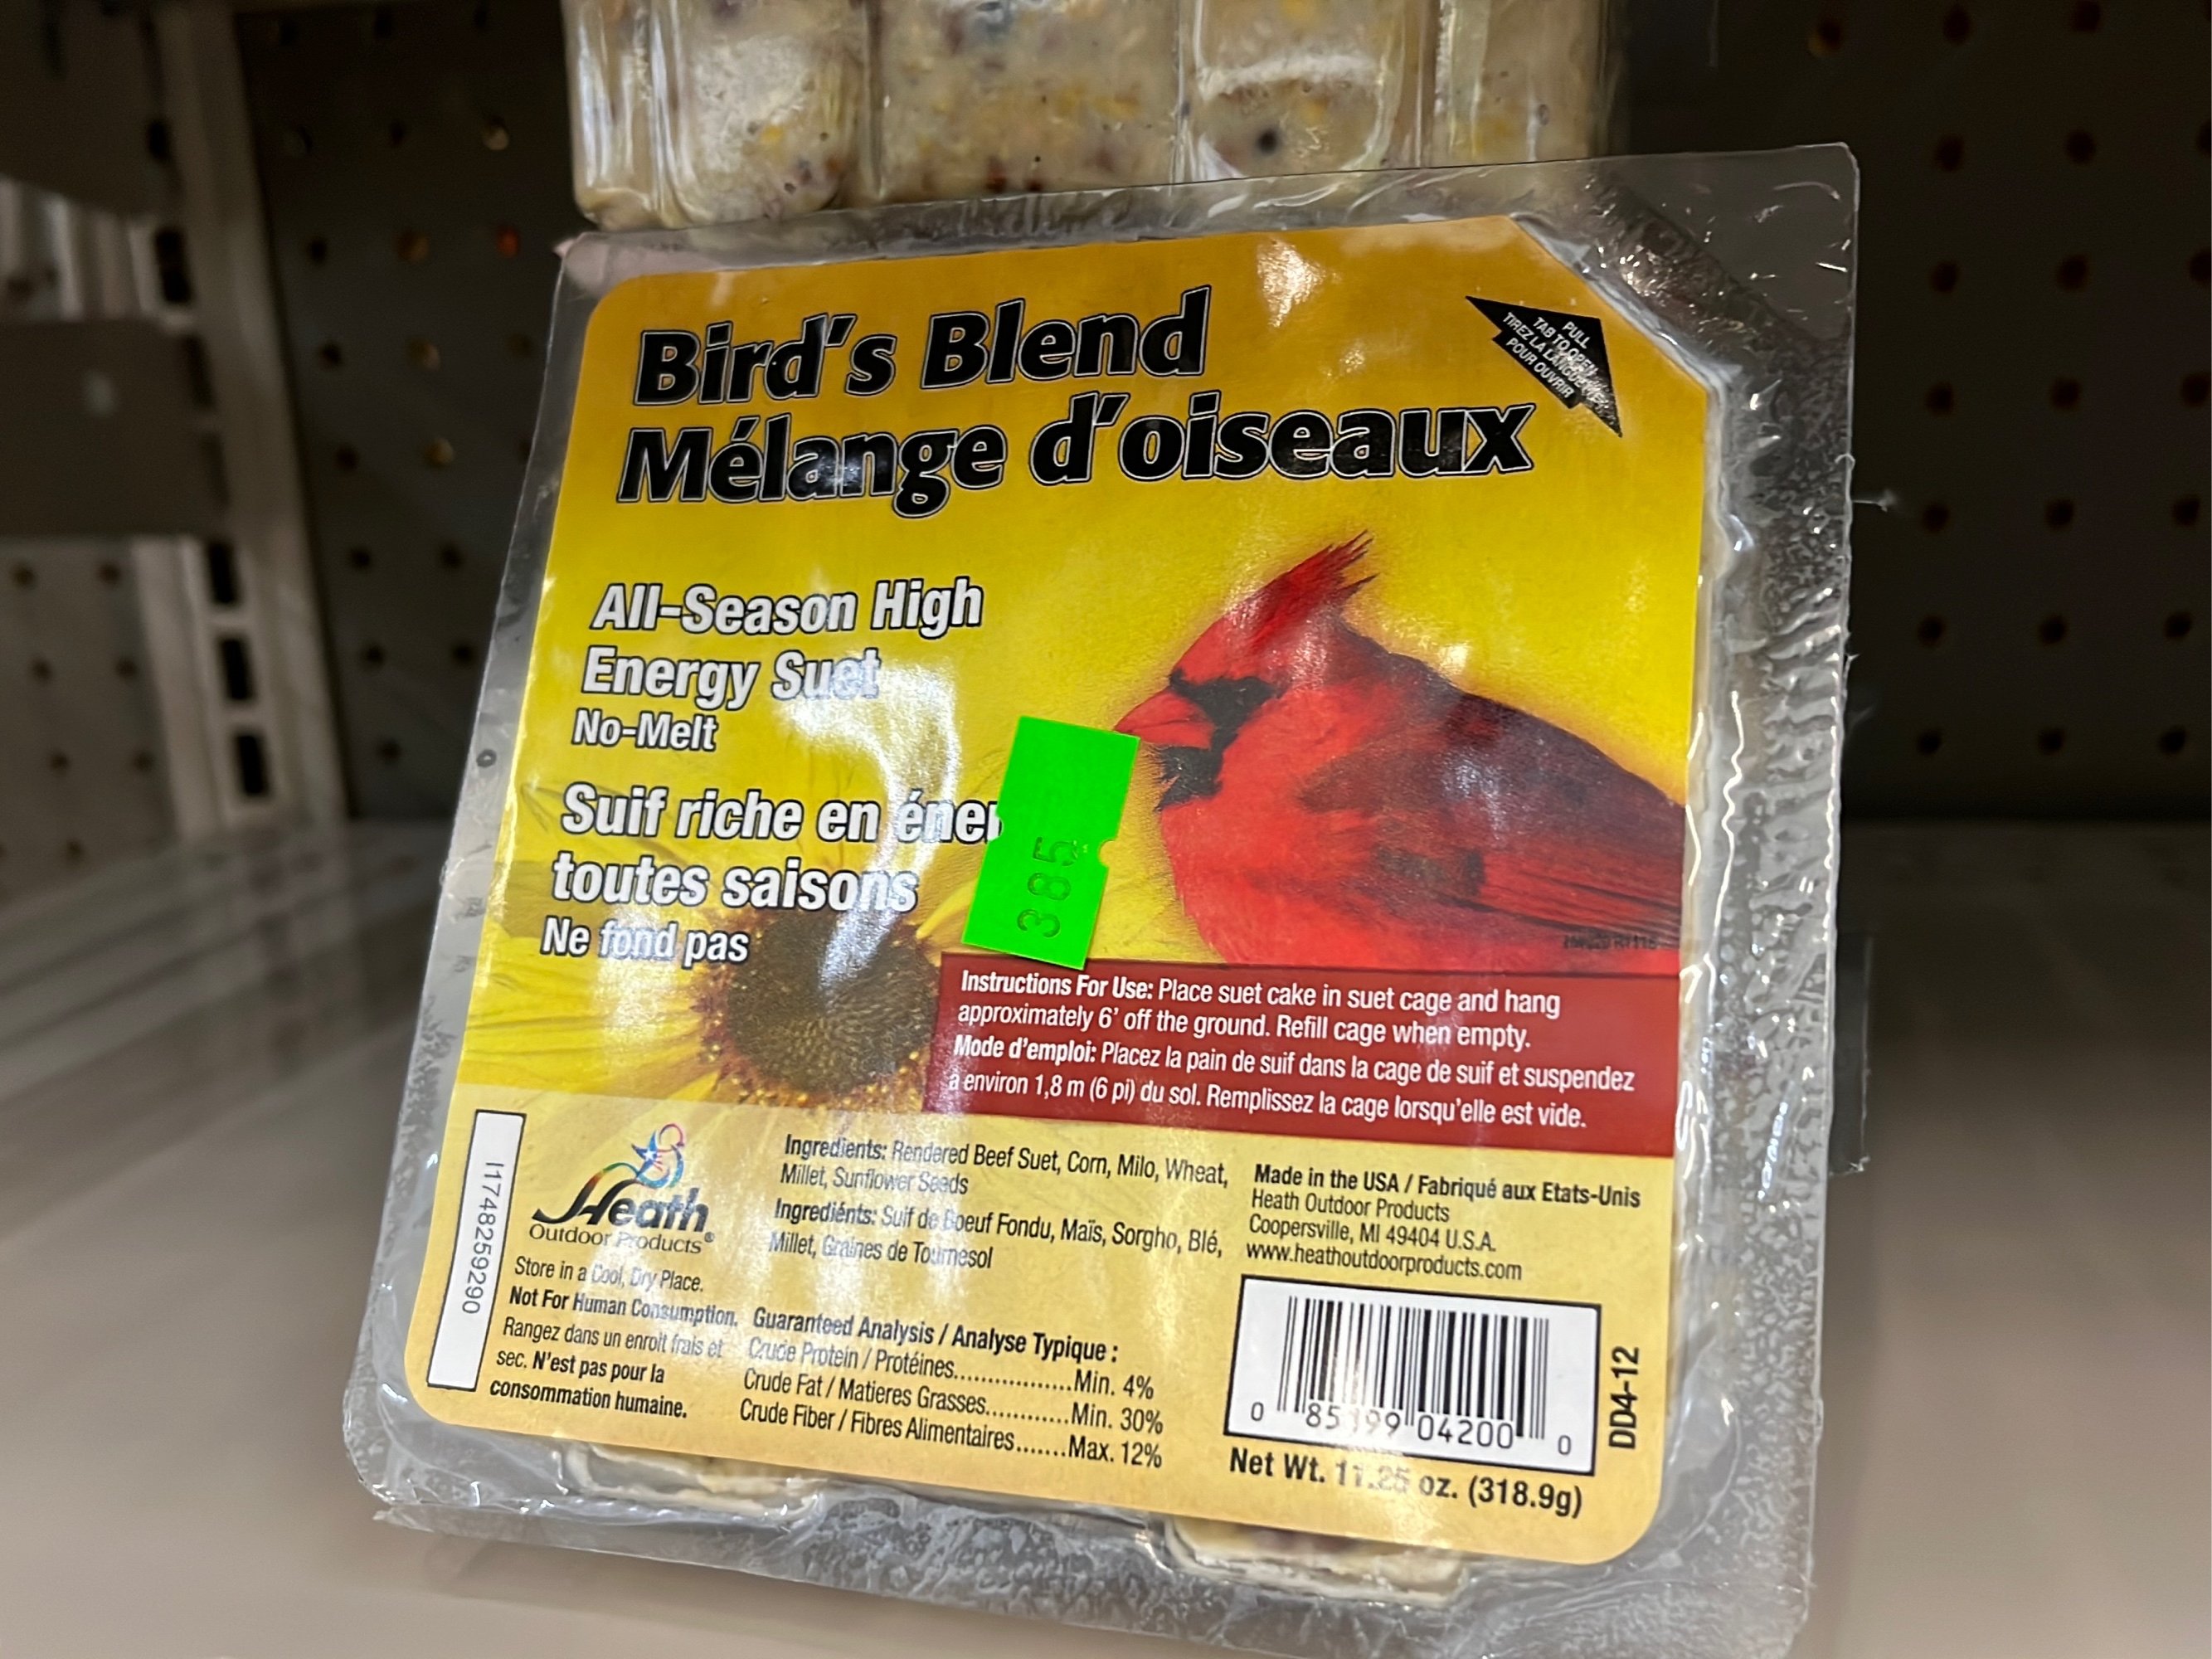 Bird's Blend
Mélange d'oiseaux
PULL
TAB TO OPEN
TIREZ LA
POUR OUVRIR
All-Season High
Energy Suet
No-Melt
Suif riche en éner
toutes saisons
Ne fond pas
385
Instructions For Use: Place suet cake in suet cage and hang
approximately 6' off the ground. Refill cage when empty.
Mode d'emploi: Placez la pain de suif dans la cage de suif et suspendez
à environ 1,8 m (6 pi) du sol. Remplissez la cage lorsqu'elle est vide.
I1748259290
Heath
Outdoor Products®
Store in a Cool, Dry Place.
Not For Human Consumption.
Rangez dans un enroit frais et
sec. N'est pas pour la
consommation humaine.
Ingredients: Rendered Beef Suet, Corn, Milo, Wheat,
Millet, Sunflower Seeds
Ingrediénts: Suif de Boeuf Fondu, Maïs, Sorgho, Blé,
Millet, Graines de Tournesol
Guaranteed Analysis / Analyse Typique :
Crude Protein / Protéines.................Min. 4%
Crude Fat / Matieres Grasses............Min. 30%
Crude Fiber / Fibres Alimentaires.......Max. 12%
Made in the USA / Fabriqué aux Etats-Unis
Heath Outdoor Products
Coopersville, MI 49404 U.S.A.
www.heathoutdoorproducts.com
0 85199 04200 0
DD4-12
Net Wt. 11.25 oz. (318.9g)